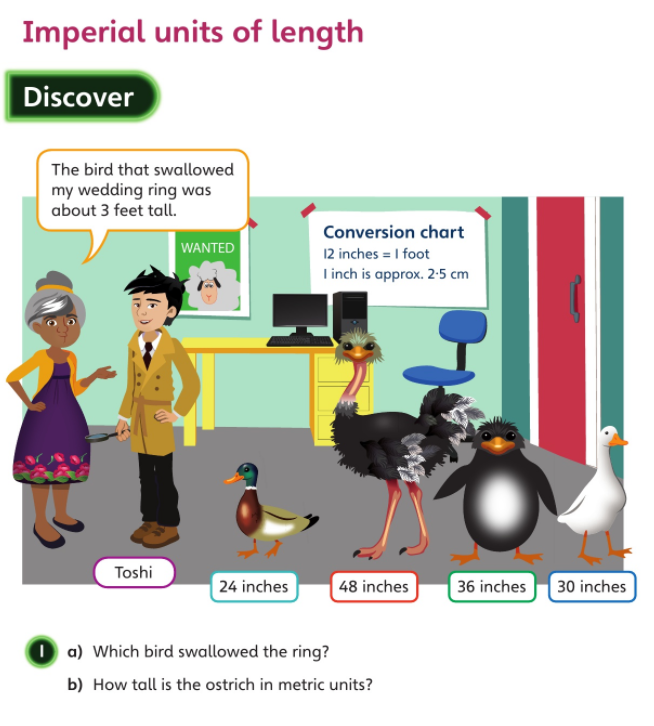 Imperial units of length
Discover
The bird that swallowed
my wedding ring was
about 3 feet tall.
WANTED
Conversion chart
12 inches = 1 foot
1 inch is approx. 2·5 cm
Toshi
24 inches
48 inches
36 inches
30 inches
1 a) Which bird swallowed the ring?
b) How tall is the ostrich in metric units?